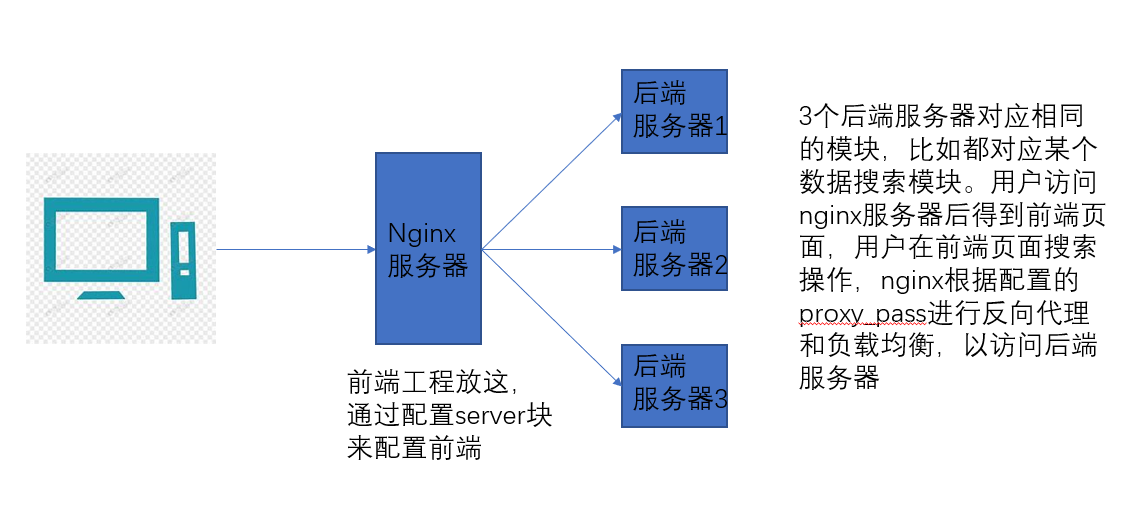 后端
服务器1
Nginx
服务器
后端
服务器2
后端
服务器3
前端工程放这，
通过配置server块
来配置前端
3个后端服务器对应相同
的模块，比如都对应某个
数据搜索模块。用户访问
nginx服务器后得到前端页
面，用户在前端页面搜索
操作，nginx根据配置的
proxy_pass进行反向代理
和负载均衡，以访问后端
服务器